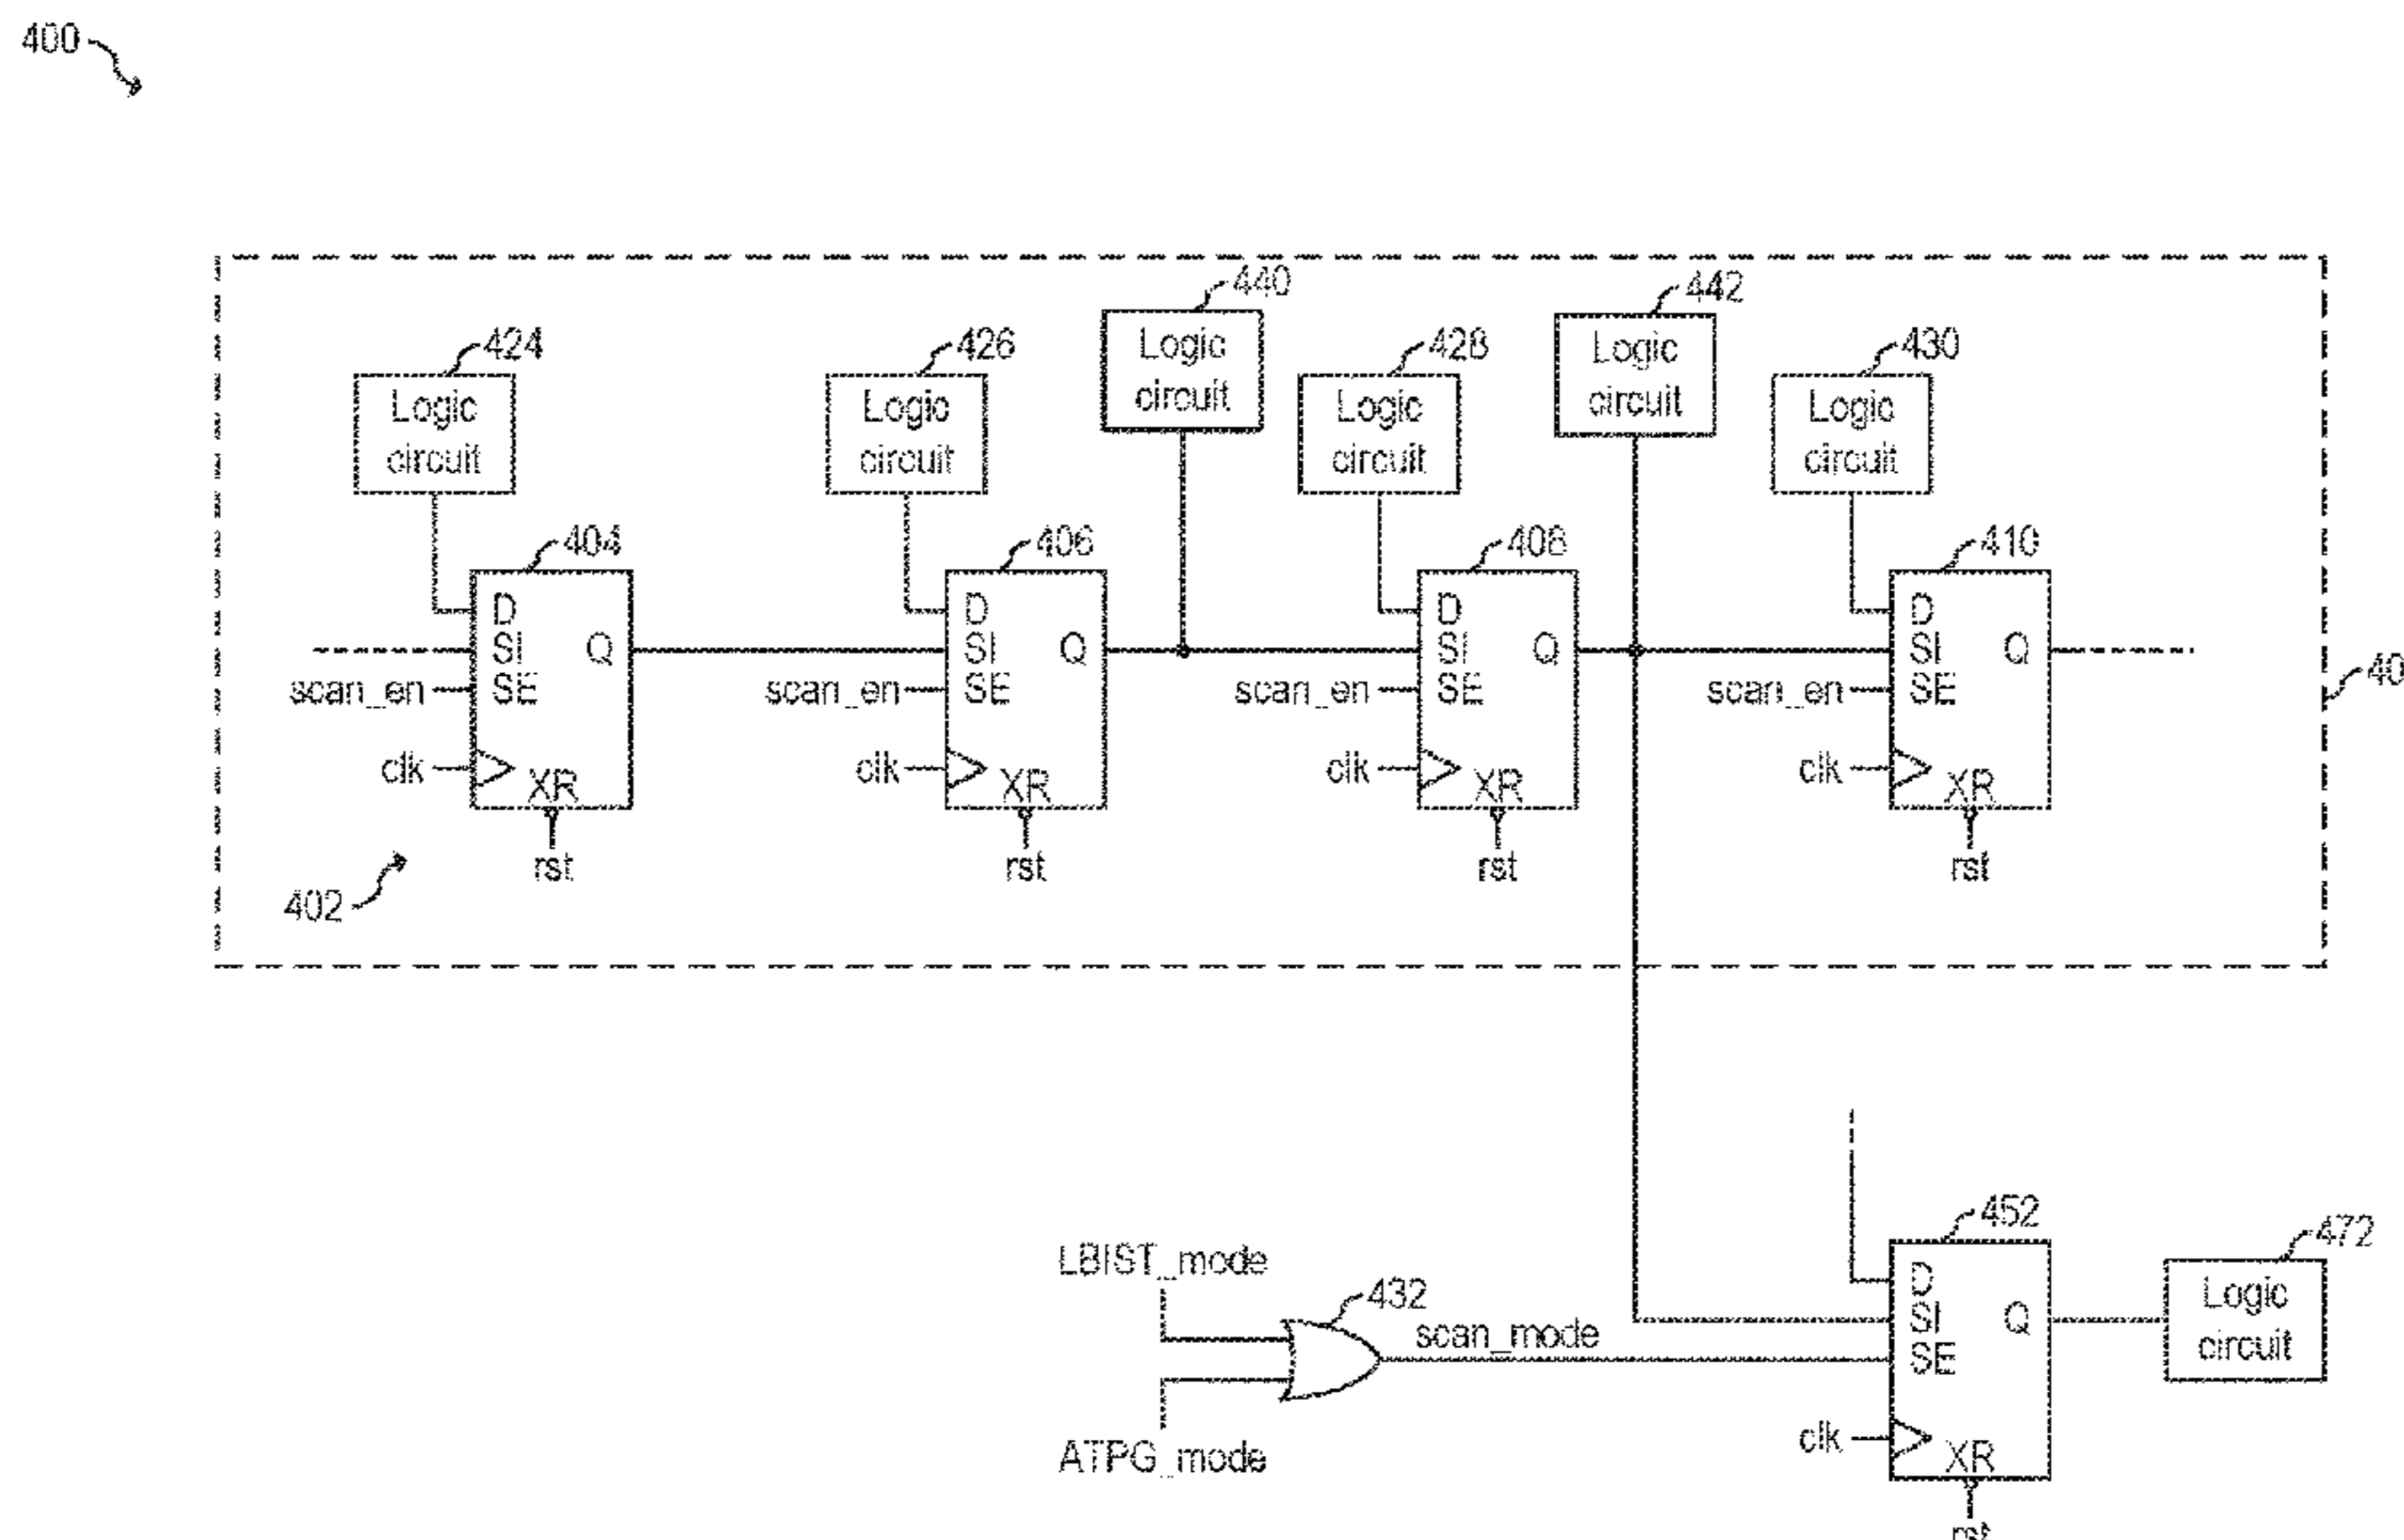 400
440
442
424
426
428
430
Logic
circuit
Logic
circuit
Logic
circuit
Logic
circuit
Logic
circuit
Logic
circuit
404
406
408
410
D
SI
SE
Q
XR
scan_en
clk
rst
D
SI
SE
Q
XR
scan_en
clk
rst
D
SI
SE
Q
XR
scan_en
clk
rst
D
SI
SE
Q
XR
scan_en
clk
rst
40
402
452
472
LBIST_mode
432
scan_mode
ATPG_mode
D
SI
SE
Q
XR
clk
rst
Logic
circuit